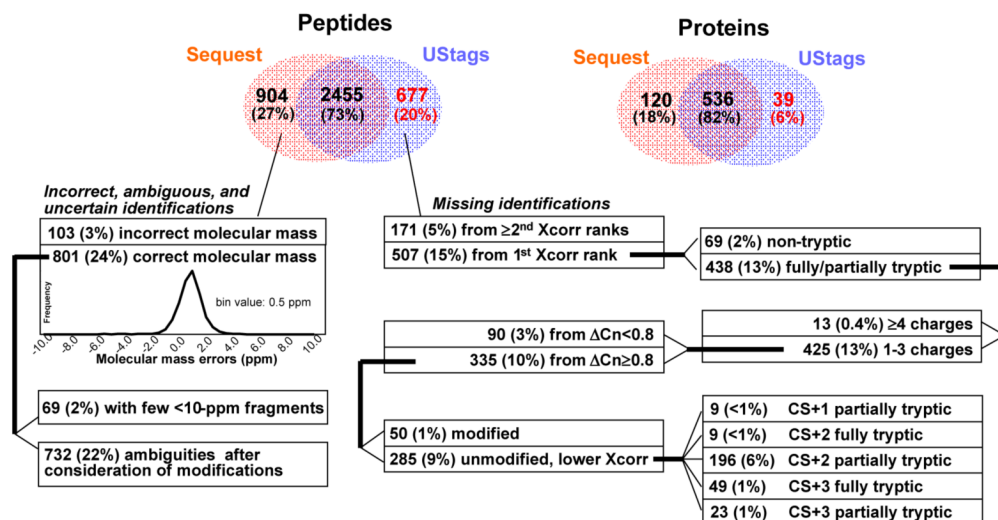 Peptides
Proteins
Sequest
UStags
Sequest
UStags
904
(27%)
2455
(73%)
677
(20%)
120
(18%)
536
(82%)
39
(6%)
Incorrect, ambiguous, and
uncertain identifications
103 (3%) incorrect molecular mass
801 (24%) correct molecular mass
Frequency
bin value: 0.5 ppm
-10.0 -8.0 -6.0 -4.0 -2.0 0.0 2.0 4.0 6.0 8.0 10.0
Molecular mass errors (ppm)
69 (2%) with few <10-ppm fragments
732 (22%) ambiguities after
consideration of modifications
Missing identifications
171 (5%) from ≥2nd Xcorr ranks
507 (15%) from 1st Xcorr rank
69 (2%) non-tryptic
438 (13%) fully/partially tryptic
13 (0.4%) ≥4 charges
425 (13%) 1-3 charges
90 (3%) from ΔCn<0.8
335 (10%) from ΔCn≥0.8
50 (1%) modified
285 (9%) unmodified, lower Xcorr
9 (<1%) CS+1 partially tryptic
9 (<1%) CS+2 fully tryptic
196 (6%) CS+2 partially tryptic
49 (1%) CS+3 fully tryptic
23 (1%) CS+3 partially tryptic